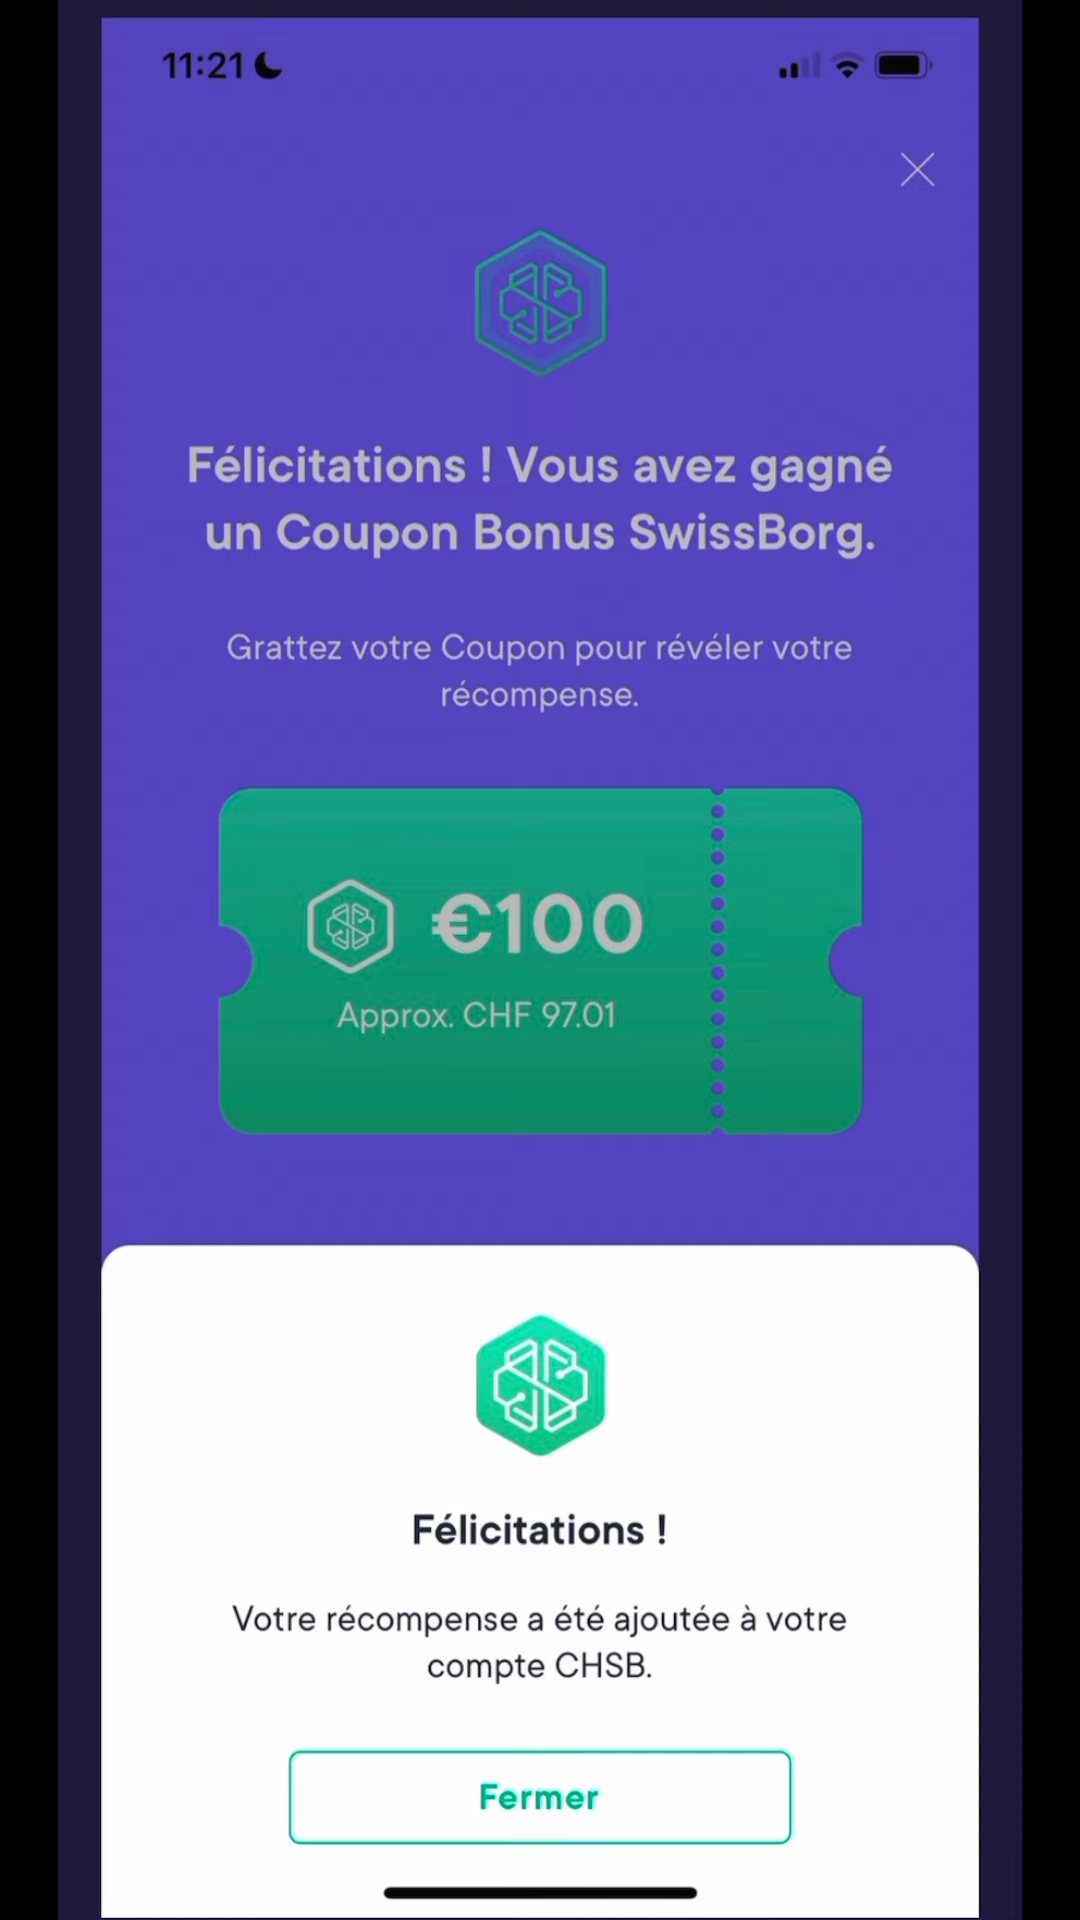 11:21
Félicitations ! Vous avez gagné
un Coupon Bonus SwissBorg.
Grattez votre Coupon pour révéler votre
récompense.
€100
Approx. CHF 97.01
Félicitations !
Votre récompense a été ajoutée à votre
compte CHSB.
Fermer